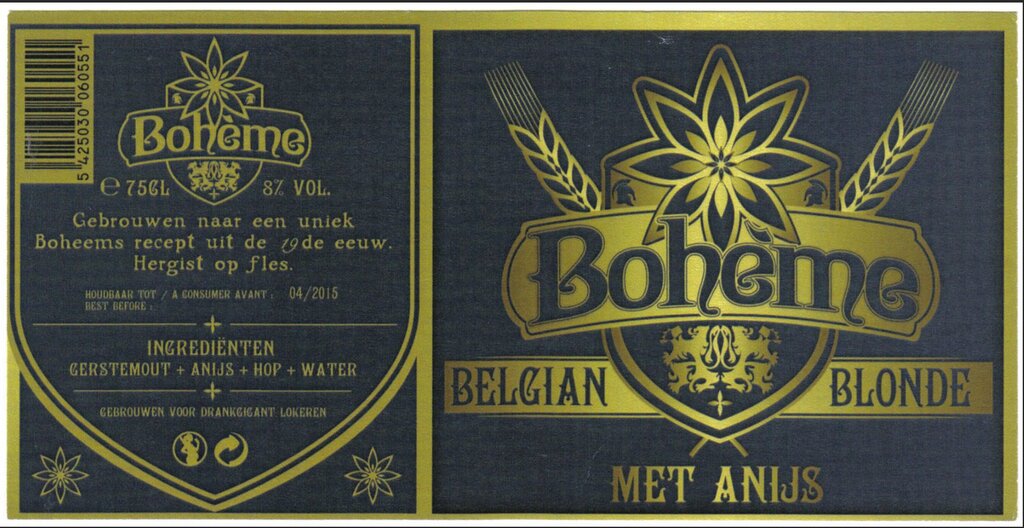 5 425030 060551
Bohème
℮ 75CL 8% VOL.
Gebrouwen naar een uniek
Boheems recept uit de 19de eeuw.
Hergist op fles.
HOUDBAAR TOT / A CONSUMER AVANT : 04/2015
BEST BEFORE :
INGREDIËNTEN
GERSTEMOUT + ANIJS + HOP + WATER
GEBROUWEN VOOR DRANKGIGANT LOKEREN
Bohème
BELGIAN BLONDE
MET ANIJS